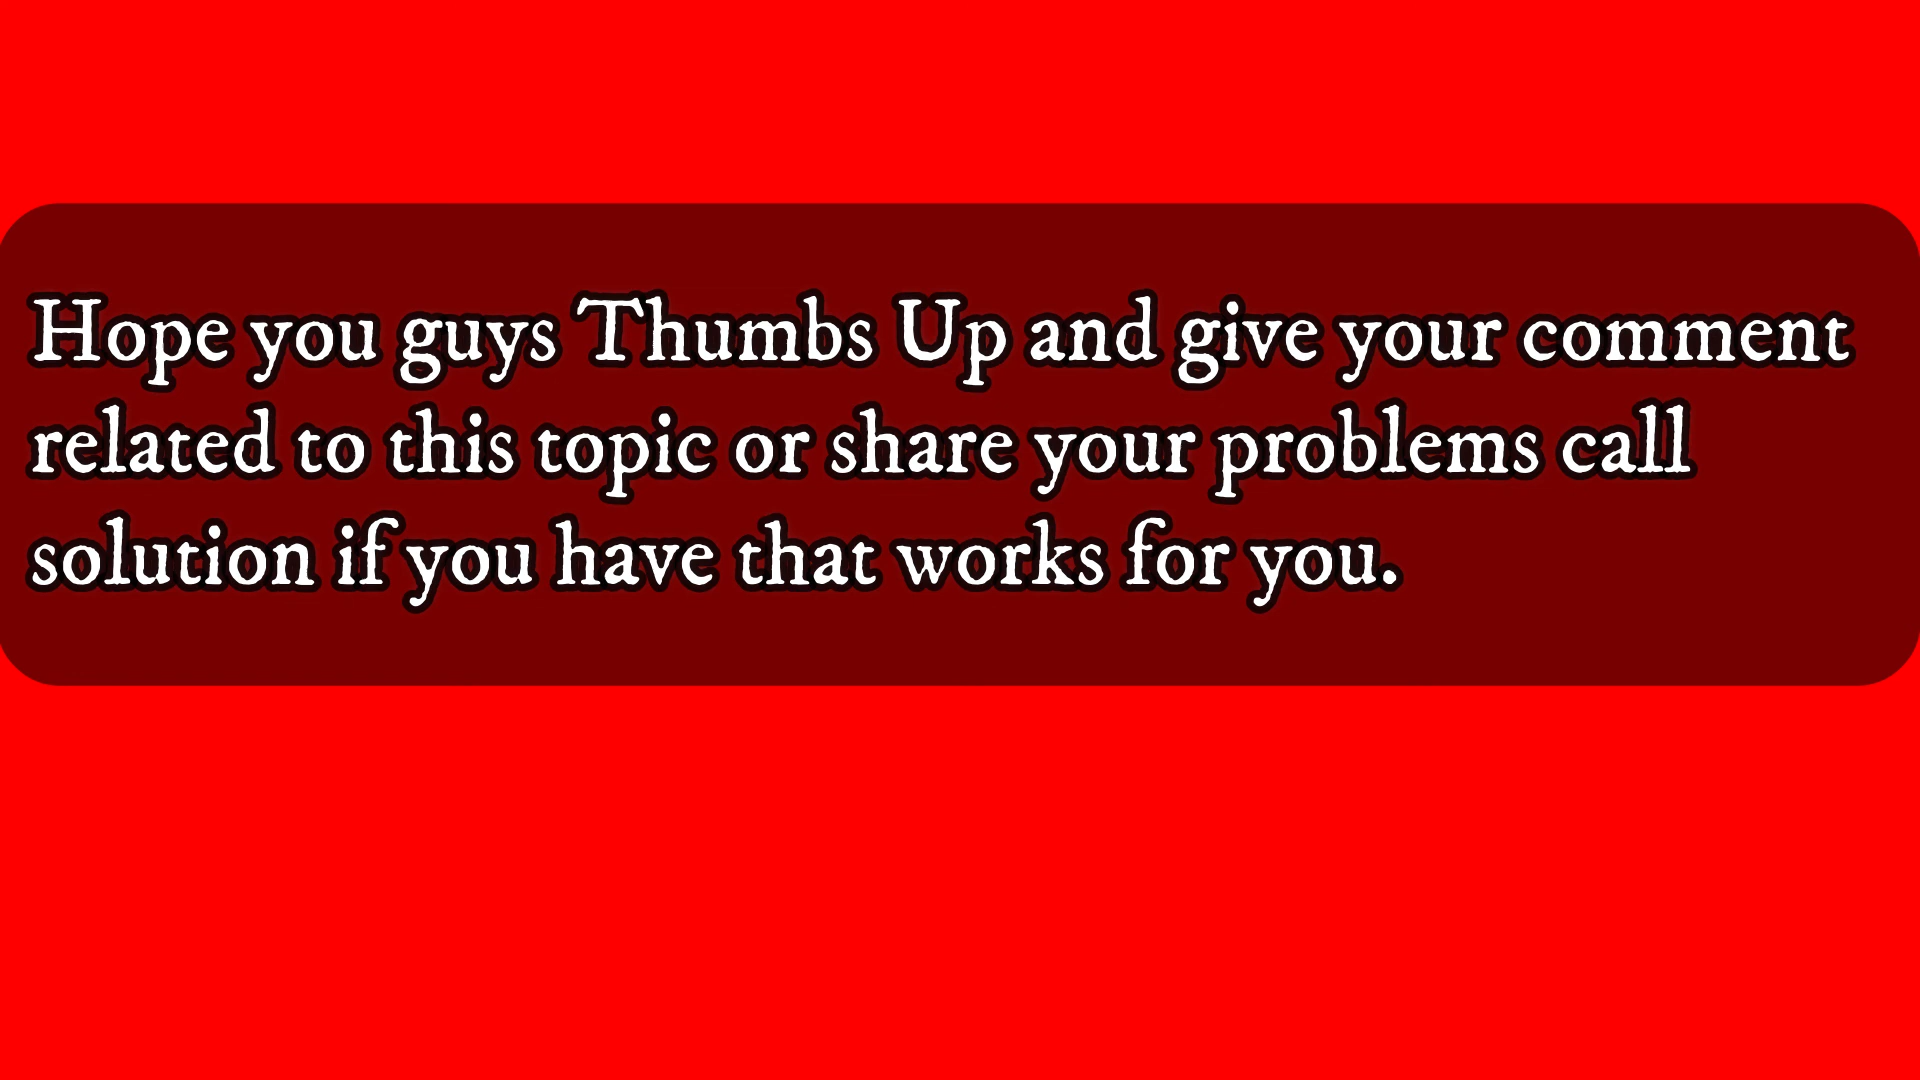 Hope you guys Thumbs Up and give your comment
related to this topic or share your problems call
solution if you have that works for you.